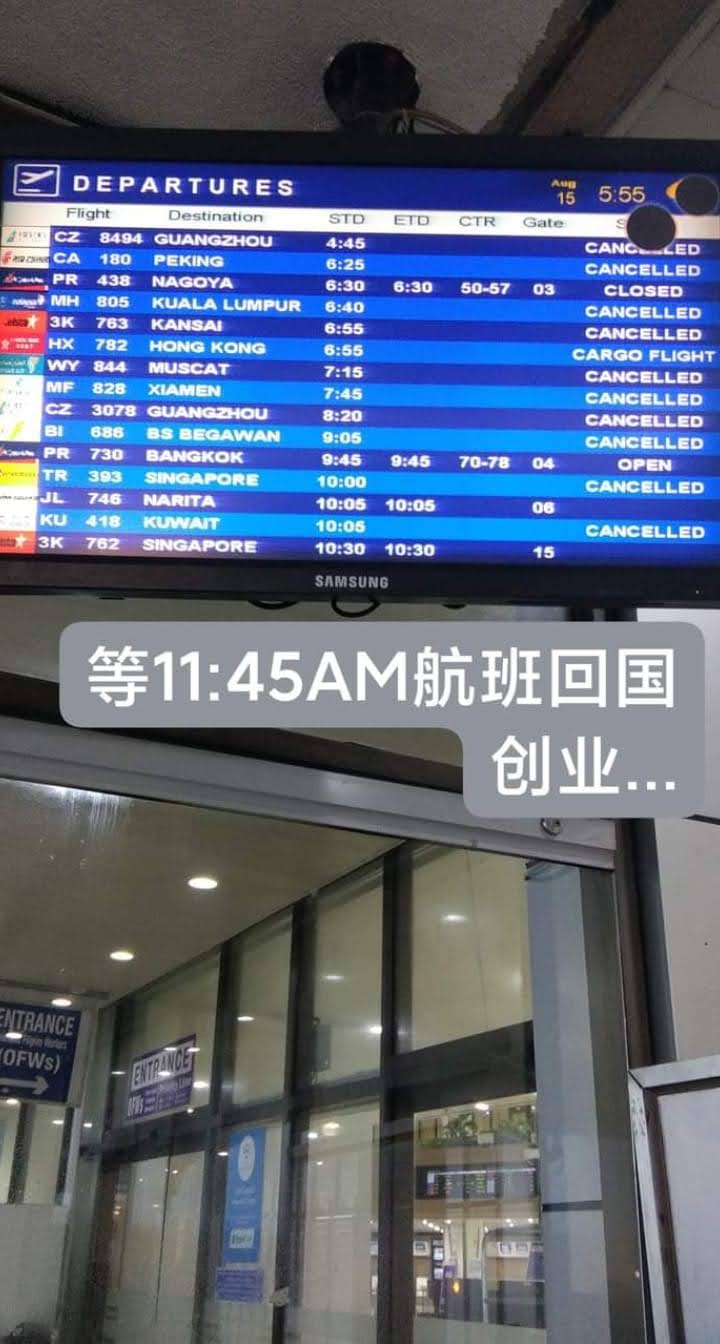 DEPARTURES Aug 15 5:55
Flight Destination STD ETD CTR Gate
CZ 8494 GUANGZHOU 4:45 CANCELLED
CA 180 PEKING 6:25 CANCELLED
PR 438 NAGOYA 6:30 6:30 50-57 03 CLOSED
MH 805 KUALA LUMPUR 6:40 CANCELLED
3K 763 KANSAI 6:55 CANCELLED
HX 782 HONG KONG 6:55 CARGO FLIGHT
WY 844 MUSCAT 7:15 CANCELLED
MF 828 XIAMEN 7:45 CANCELLED
CZ 3078 GUANGZHOU 8:20 CANCELLED
BI 686 BS BEGAWAN 9:05 CANCELLED
PR 730 BANGKOK 9:45 9:45 70-78 04 OPEN
TR 393 SINGAPORE 10:00 CANCELLED
JL 746 NARITA 10:05 10:05 06
KU 418 KUWAIT 10:05 CANCELLED
3K 762 SINGAPORE 10:30 10:30 15
SAMSUNG
等11:45AM航班回国
创业...
ENTRANCE
(OFWs)
ENTRANCE
OFWs